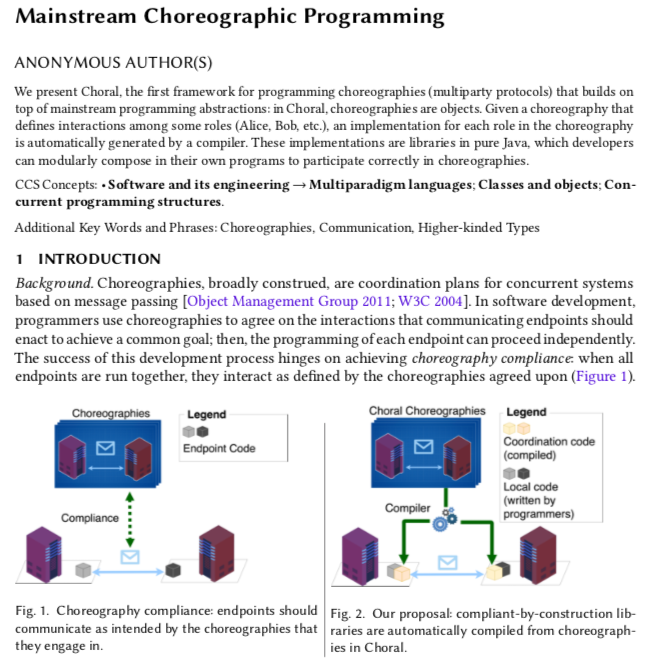 Mainstream Choreographic Programming
ANONYMOUS AUTHOR(S)
We present Choral, the first framework for programming choreographies (multiparty protocols) that builds on
top of mainstream programming abstractions: in Choral, choreographies are objects. Given a choreography that
defines interactions among some roles (Alice, Bob, etc.), an implementation for each role in the choreography
is automatically generated by a compiler. These implementations are libraries in pure Java, which developers
can modularly compose in their own programs to participate correctly in choreographies.
CCS Concepts: • Software and its engineering → Multiparadigm languages; Classes and objects; Con-
current programming structures.
Additional Key Words and Phrases: Choreographies, Communication, Higher-kinded Types
1 INTRODUCTION
Background. Choreographies, broadly construed, are coordination plans for concurrent systems
based on message passing [Object Management Group 2011; W3C 2004]. In software development,
programmers use choreographies to agree on the interactions that communicating endpoints should
enact to achieve a common goal; then, the programming of each endpoint can proceed independently.
The success of this development process hinges on achieving choreography compliance: when all
endpoints are run together, they interact as defined by the choreographies agreed upon (Figure 1).
Choreographies
Legend
Endpoint Code
Compliance
Fig. 1. Choreography compliance: endpoints should
communicate as intended by the choreographies that
they engage in.
Choral Choreographies
Legend
Coordination code
(compiled)
Local code
(written by
programmers)
Compiler
Fig. 2. Our proposal: compliant-by-construction lib-
raries are automatically compiled from choreograph-
ies in Choral.